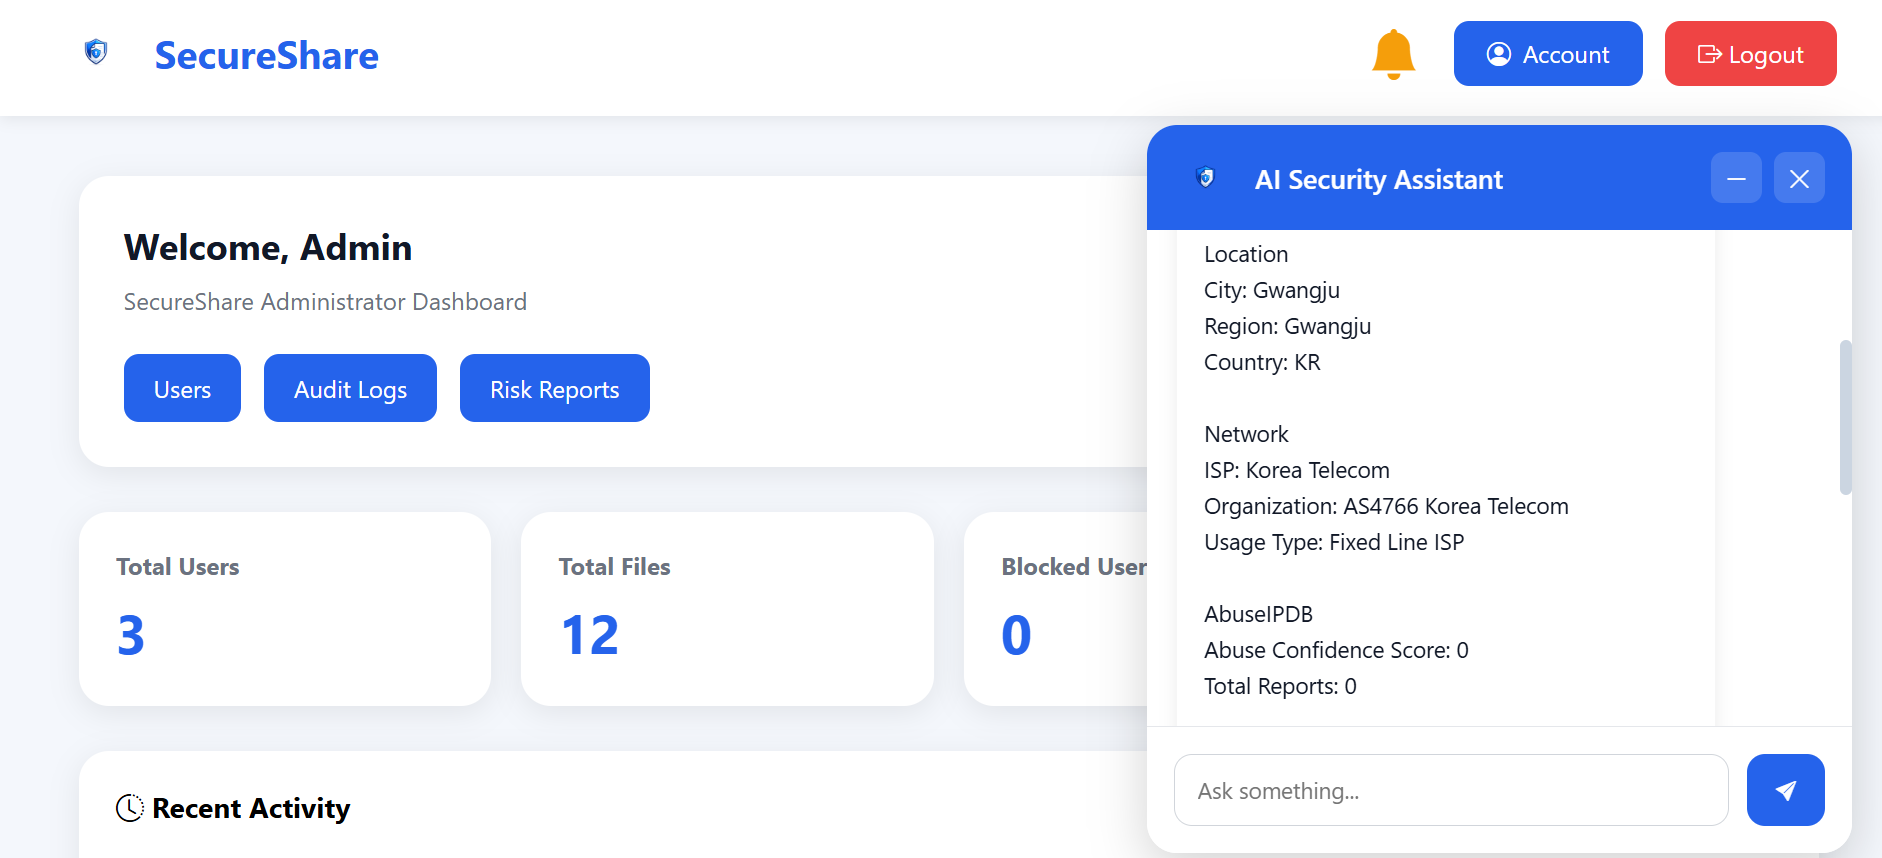 SecureShare
Account
Logout
Welcome, Admin
SecureShare Administrator Dashboard
Users
Audit Logs
Risk Reports
Total Users
3
Total Files
12
Blocked User
0
Recent Activity
AI Security Assistant
Location
City: Gwangju
Region: Gwangju
Country: KR
Network
ISP: Korea Telecom
Organization: AS4766 Korea Telecom
Usage Type: Fixed Line ISP
AbuseIPDB
Abuse Confidence Score: 0
Total Reports: 0
Ask something...